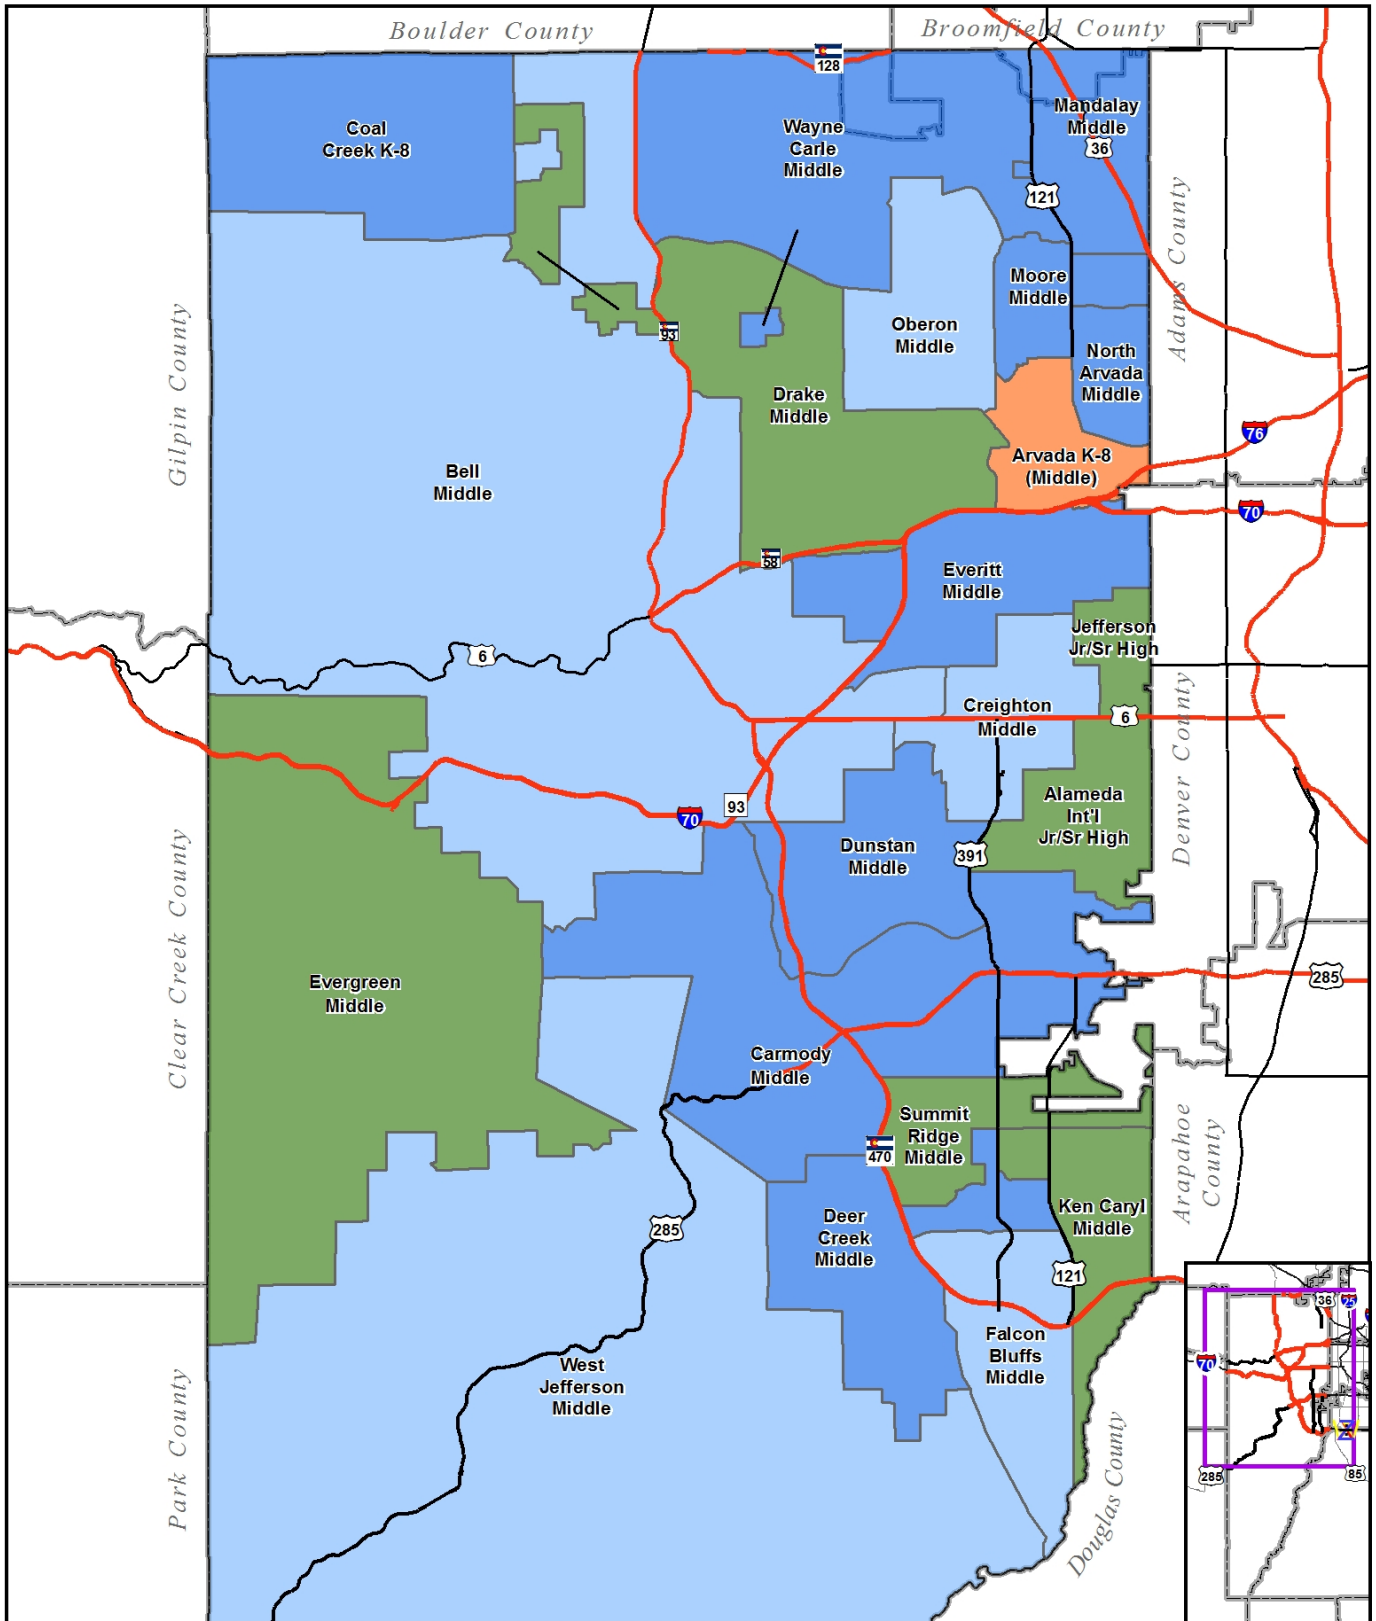 Boulder County
Broomfield County
128
Coal
Creek K-8
Wayne
Carle
Middle
Mandalay
Middle
36
121
Adams County
Moore
Middle
Gilpin County
93
Oberon
Middle
North
Arvada
Middle
Drake
Middle
76
Arvada K-8
(Middle)
Bell
Middle
70
58
Everitt
Middle
Jefferson
Jr/Sr High
6
Creighton
Middle
6
Denver County
93
70
Alameda
Int'l
Jr/Sr High
Dunstan
Middle
391
Clear Creek County
Evergreen
Middle
285
Carmody
Middle
Summit
Ridge
Middle
470
Arapahoe
County
Ken Caryl
Middle
285
Deer
Creek
Middle
121
Falcon
Bluffs
Middle
West
Jefferson
Middle
Park County
Douglas County
36
25
70
285
85